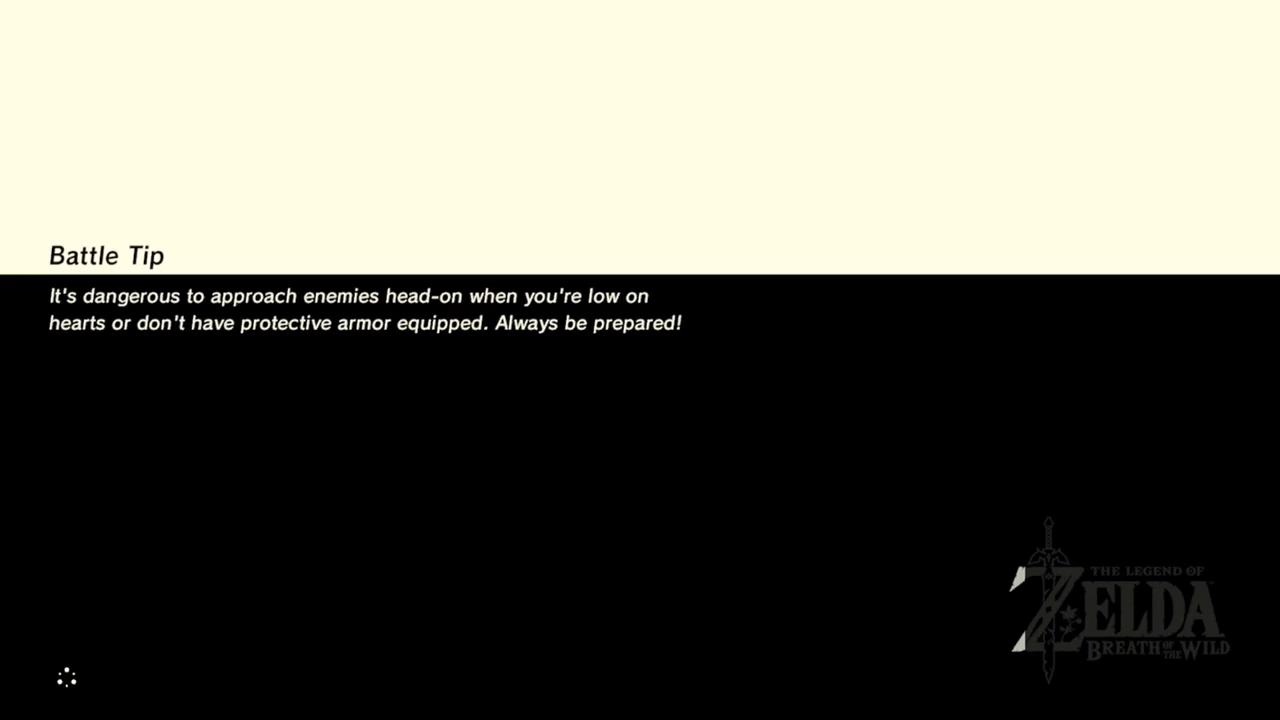 Battle Tip
It's dangerous to approach enemies head-on when you're low on
hearts or don't have protective armor equipped. Always be prepared!
THE LEGEND OF
ZELDA
BREATH OF THE WILD